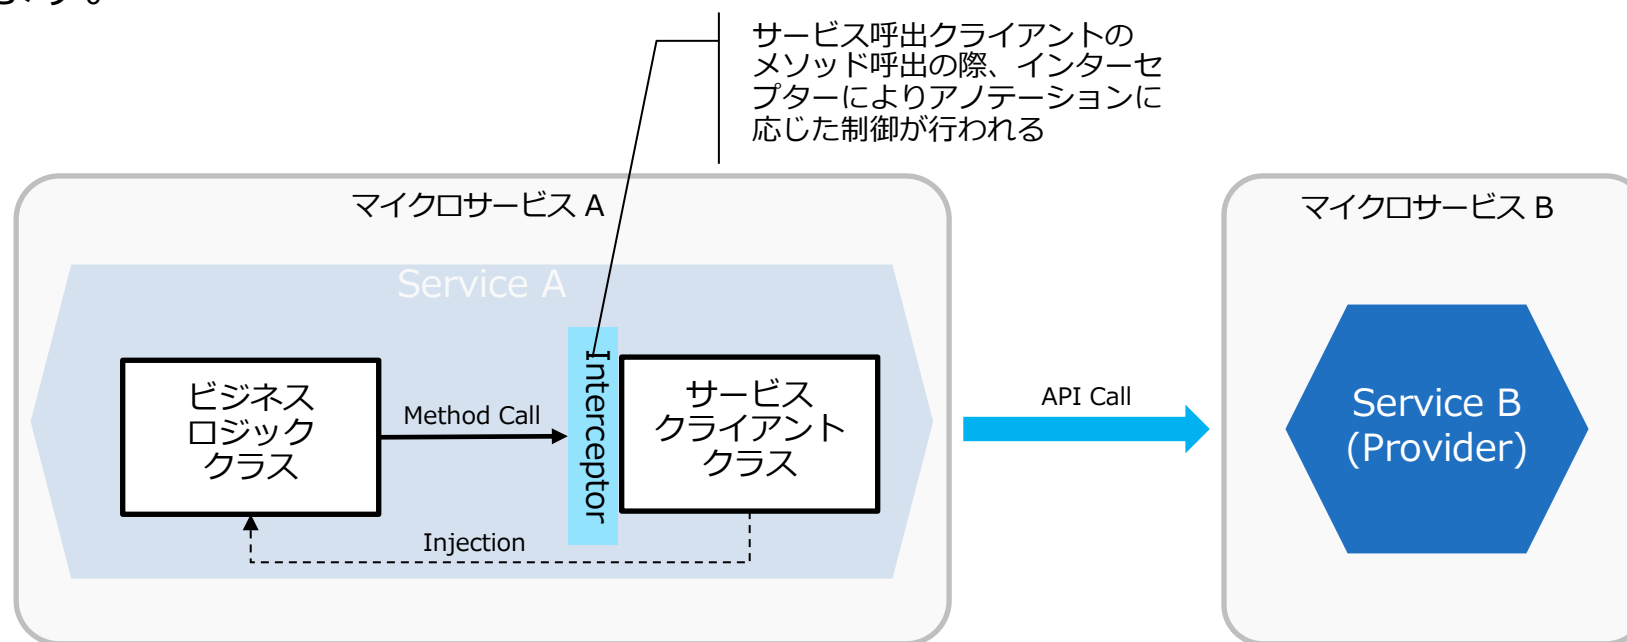 ます。
サービス呼出クライアントの
メソッド呼出の際、インターセ
プターによりアノテーションに
応じた制御が行われる
マイクロサービス A
マイクロサービス B
Service A
ビジネス
ロジック
クラス
Method Call
Interceptor
サービス
クライアント
クラス
Injection
API Call
Service B
(Provider)